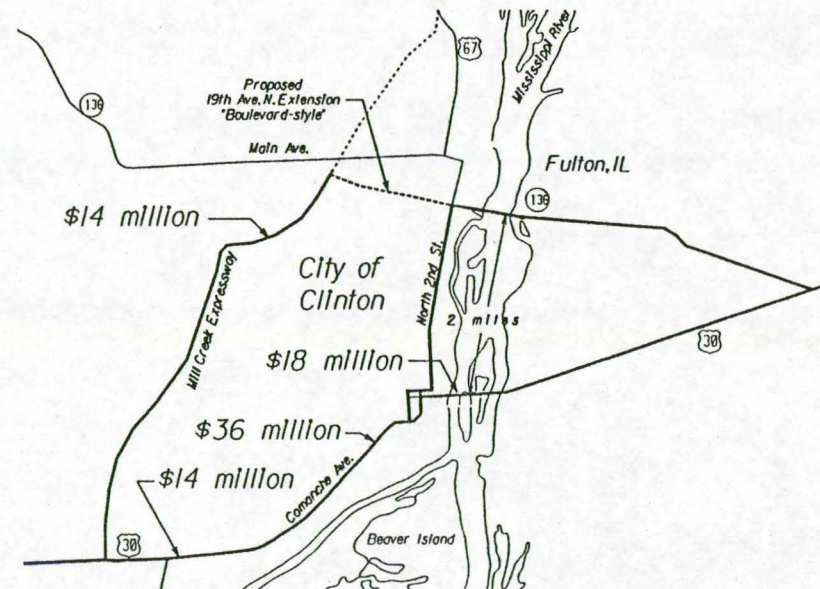 67
Mississippi River
Proposed
19th Ave. N. Extension
"Boulevard-style"
136
Main Ave.
Fulton, IL
136
$14 million
City of
Clinton
Mill Creek Expressway
North 2nd St.
2 miles
30
$18 million
$36 million
$14 million
Camanche Ave.
30
Beaver Island